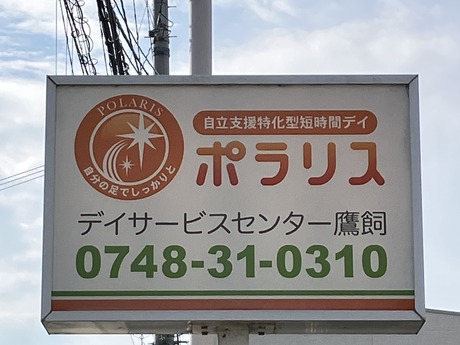 POLARIS
自分の足でしっかりと
自立支援特化型短時間デイ
ポラリス
デイサービスセンター鷹飼
0748-31-0310